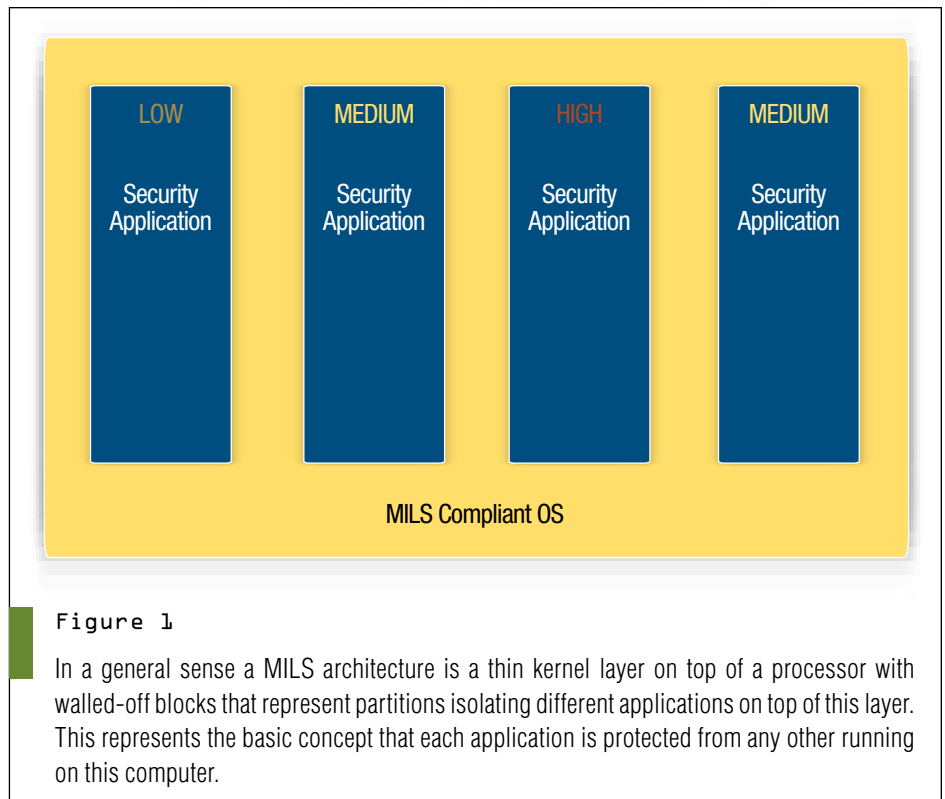 LOW
Security
Application
MEDIUM
Security
Application
HIGH
Security
Application
MEDIUM
Security
Application
MILS Compliant OS
Figure 1
In a general sense a MILS architecture is a thin kernel layer on top of a processor with
walled-off blocks that represent partitions isolating different applications on top of this layer.
This represents the basic concept that each application is protected from any other running
on this computer.